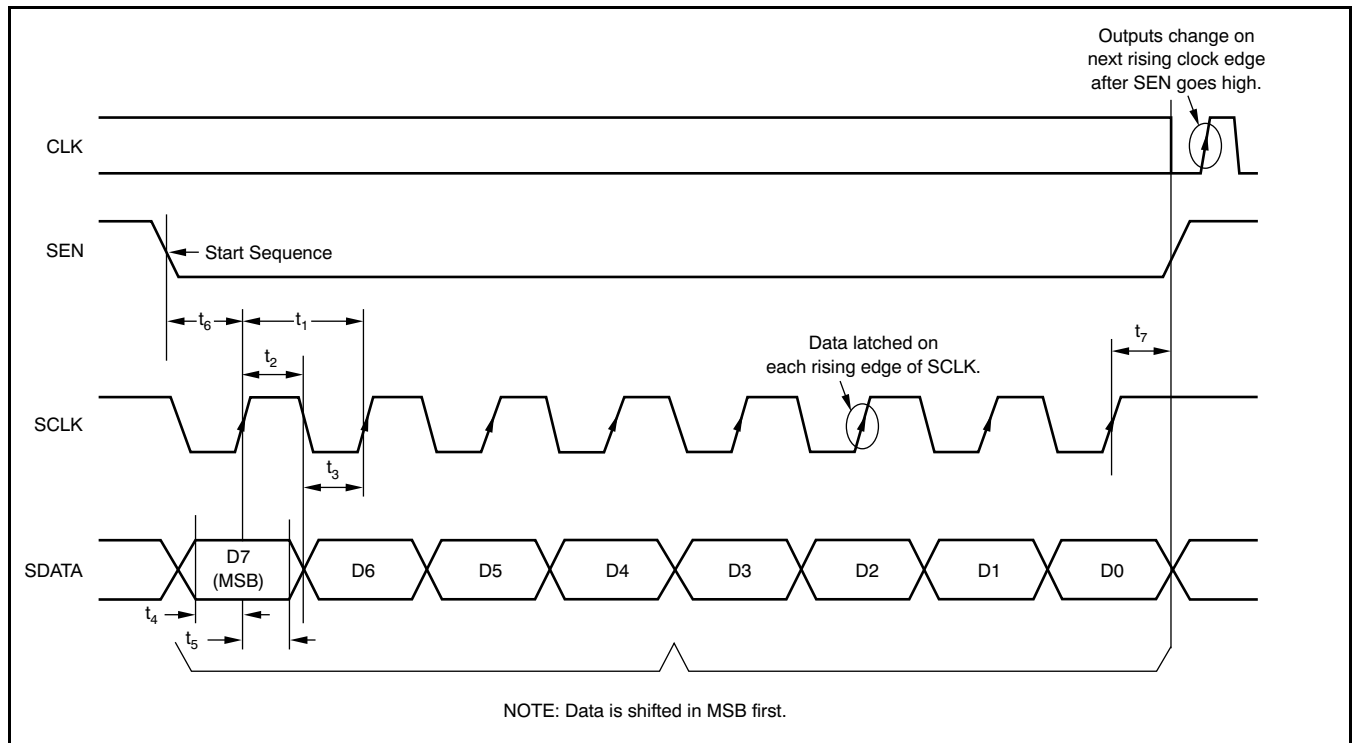 Outputs change on
next rising clock edge
after SEN goes high.
CLK
SEN
Start Sequence
t6
t1
t2
Data latched on
each rising edge of SCLK.
t7
SCLK
t3
SDATA
D7
(MSB)
D6
D5
D4
D3
D2
D1
D0
t4
t5
NOTE: Data is shifted in MSB first.